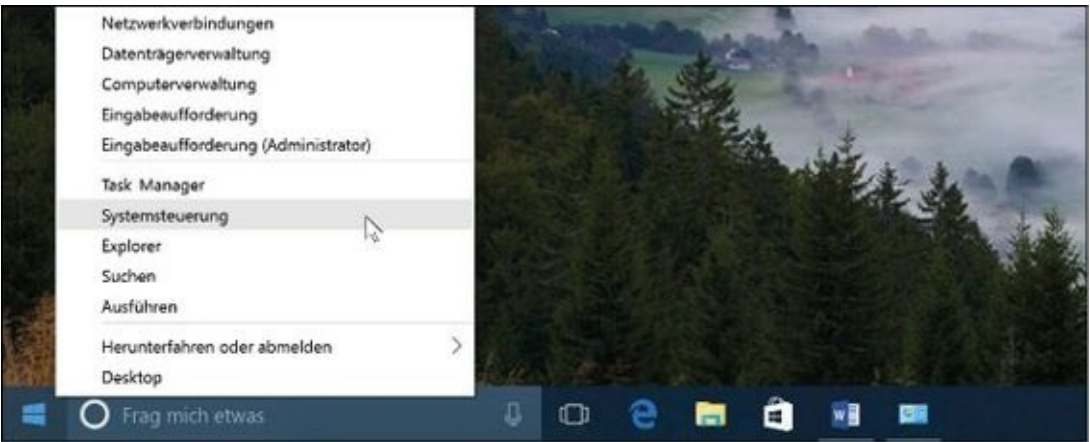 Netzwerkverbindungen
Datenträgerverwaltung
Computerverwaltung
Eingabeaufforderung
Eingabeaufforderung (Administrator)
Task Manager
Systemsteuerung
Explorer
Suchen
Ausführen
Herunterfahren oder abmelden
Desktop
Frag mich etwas